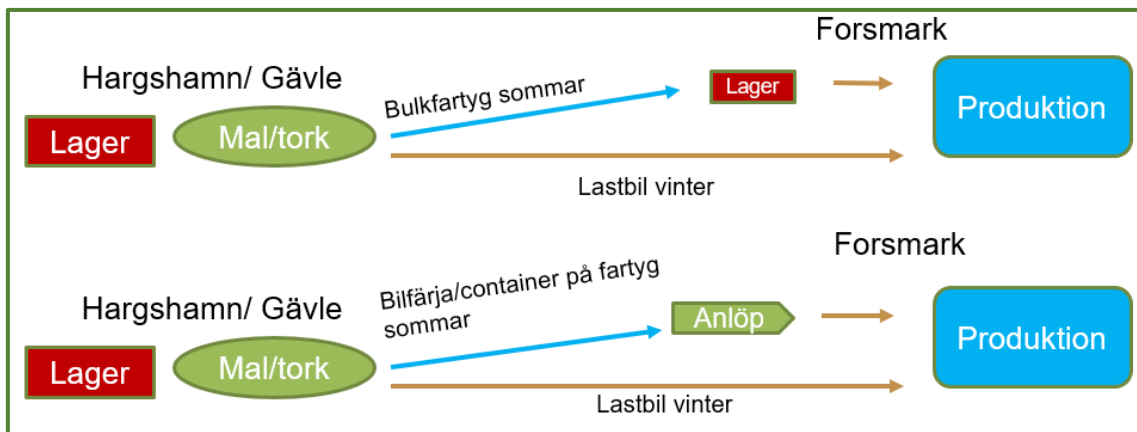 Forsmark
Hargshamn/ Gävle
Bulkfartyg sommar
Lager
Produktion
Lager
Mal/tork
Lastbil vinter
Forsmark
Hargshamn/ Gävle
Bilfärja/container på fartyg
sommar
Anlöp
Produktion
Lager
Mal/tork
Lastbil vinter